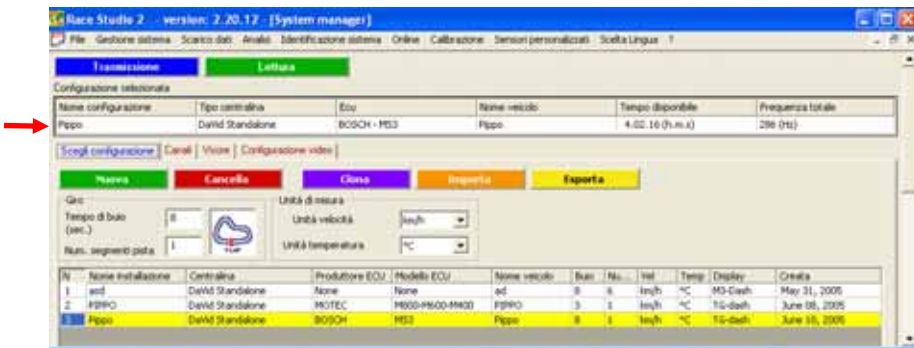 Race Studio 2 - version: 2.20.17 - [System manager]
File Gestione sistema Scarico dati Analisi Identificazione sistema Online Calibrazione Sensori personalizzati Scelta Lingua ?
Trasmissione Lettura
Configurazione selezionata
Nome configurazione Tipo centralina Ecu Nome veicolo Tempo disponibile Frequenza totale
Pippo DaVid Standalone BOSCH - MS3 Pippo 4.02.16 (h.m.s) 286 (Hz)
Scegli configurazione Canali Visore Configurazione video
Nuova Cancella Clona Importa Esporta
Giro Unità di misura
Tempo di buio (sec.) 8 Unità velocità km/h
Num. segmenti pista 1 Unità temperatura °C
N Nome installazione Centralina Produttore ECU Modello ECU Nome veicolo Buio Nu... Vel Temp Display Creata
1 DaVid Standalone None None 8 6 km/h °C M3-Dash May 31, 2005
2 PIPPO DaVid Standalone MOTEC M800-M600-M400 PIPPO 3 1 km/h °C TG-dash June 08, 2005
3 Pippo DaVid Standalone BOSCH MS3 Pippo 8 1 km/h °C TG-dash June 10, 2005